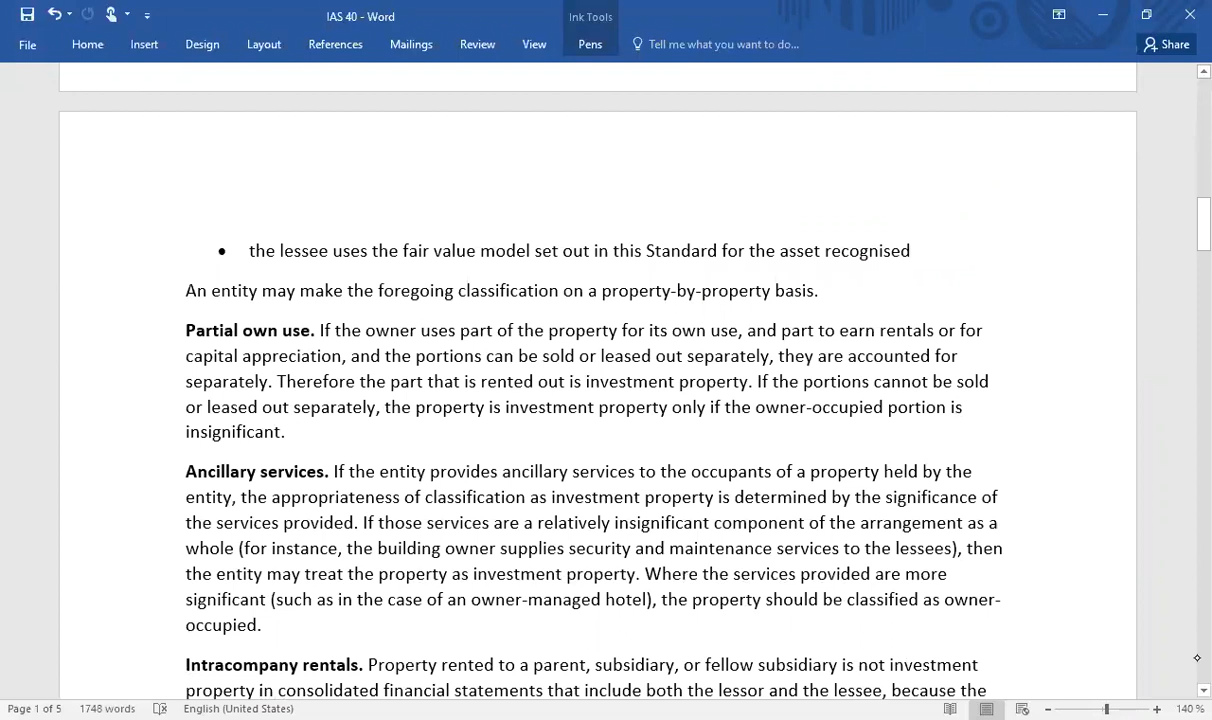 IAS 40 - Word
Ink Tools
File
Home
Insert
Design
Layout
References
Mailings
Review
View
Pens
Tell me what you want to do...
Share
• the lessee uses the fair value model set out in this Standard for the asset recognised
An entity may make the foregoing classification on a property-by-property basis.
Partial own use. If the owner uses part of the property for its own use, and part to earn rentals or for
capital appreciation, and the portions can be sold or leased out separately, they are accounted for
separately. Therefore the part that is rented out is investment property. If the portions cannot be sold
or leased out separately, the property is investment property only if the owner-occupied portion is
insignificant.
Ancillary services. If the entity provides ancillary services to the occupants of a property held by the
entity, the appropriateness of classification as investment property is determined by the significance of
the services provided. If those services are a relatively insignificant component of the arrangement as a
whole (for instance, the building owner supplies security and maintenance services to the lessees), then
the entity may treat the property as investment property. Where the services provided are more
significant (such as in the case of an owner-managed hotel), the property should be classified as owner-
occupied.
Intracompany rentals. Property rented to a parent, subsidiary, or fellow subsidiary is not investment
property in consolidated financial statements that include both the lessor and the lessee, because the
Page 1 of 5
1748 words
English (United States)
140 %